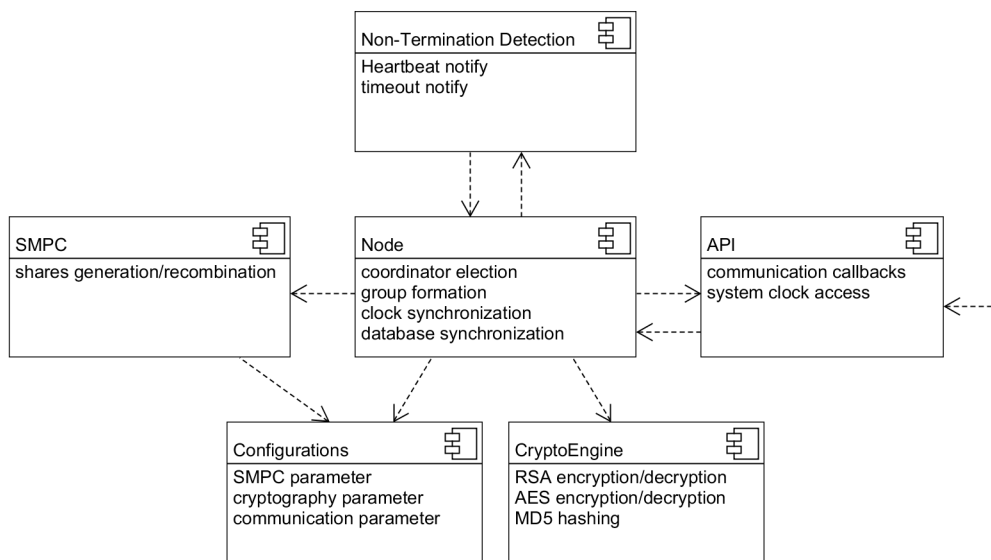 Non-Termination Detection
Heartbeat notify
timeout notify
SMPC
shares generation/recombination
Node
coordinator election
group formation
clock synchronization
database synchronization
API
communication callbacks
system clock access
Configurations
SMPC parameter
cryptography parameter
communication parameter
CryptoEngine
RSA encryption/decryption
AES encryption/decryption
MD5 hashing